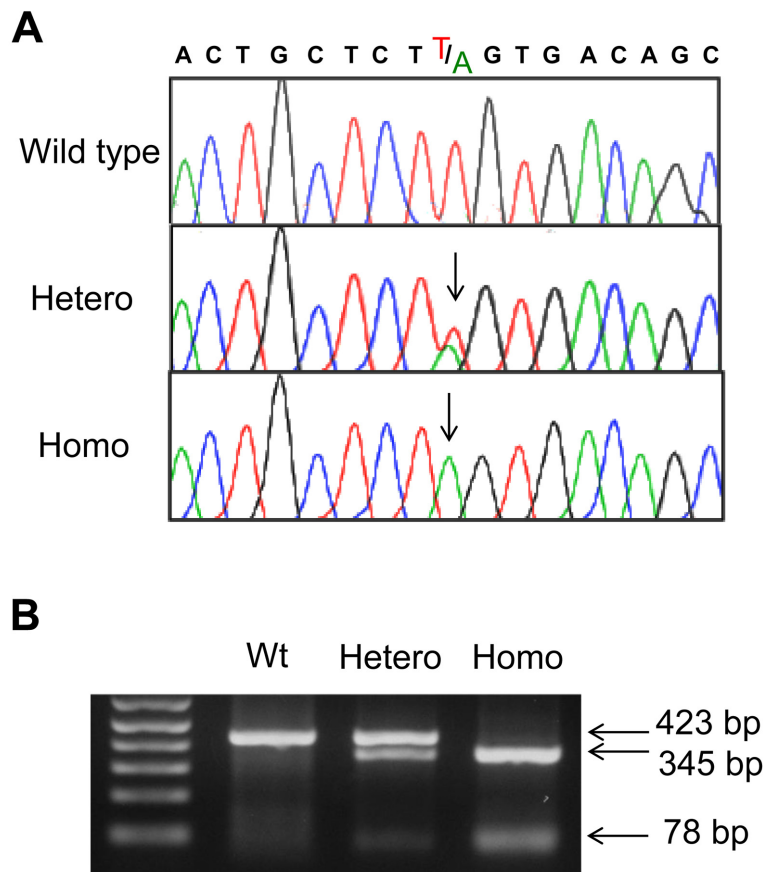 A
A C T G C T C T T/A G T G A C A G C
Wild type
Hetero
Homo
B
Wt Hetero Homo
423 bp
345 bp
78 bp